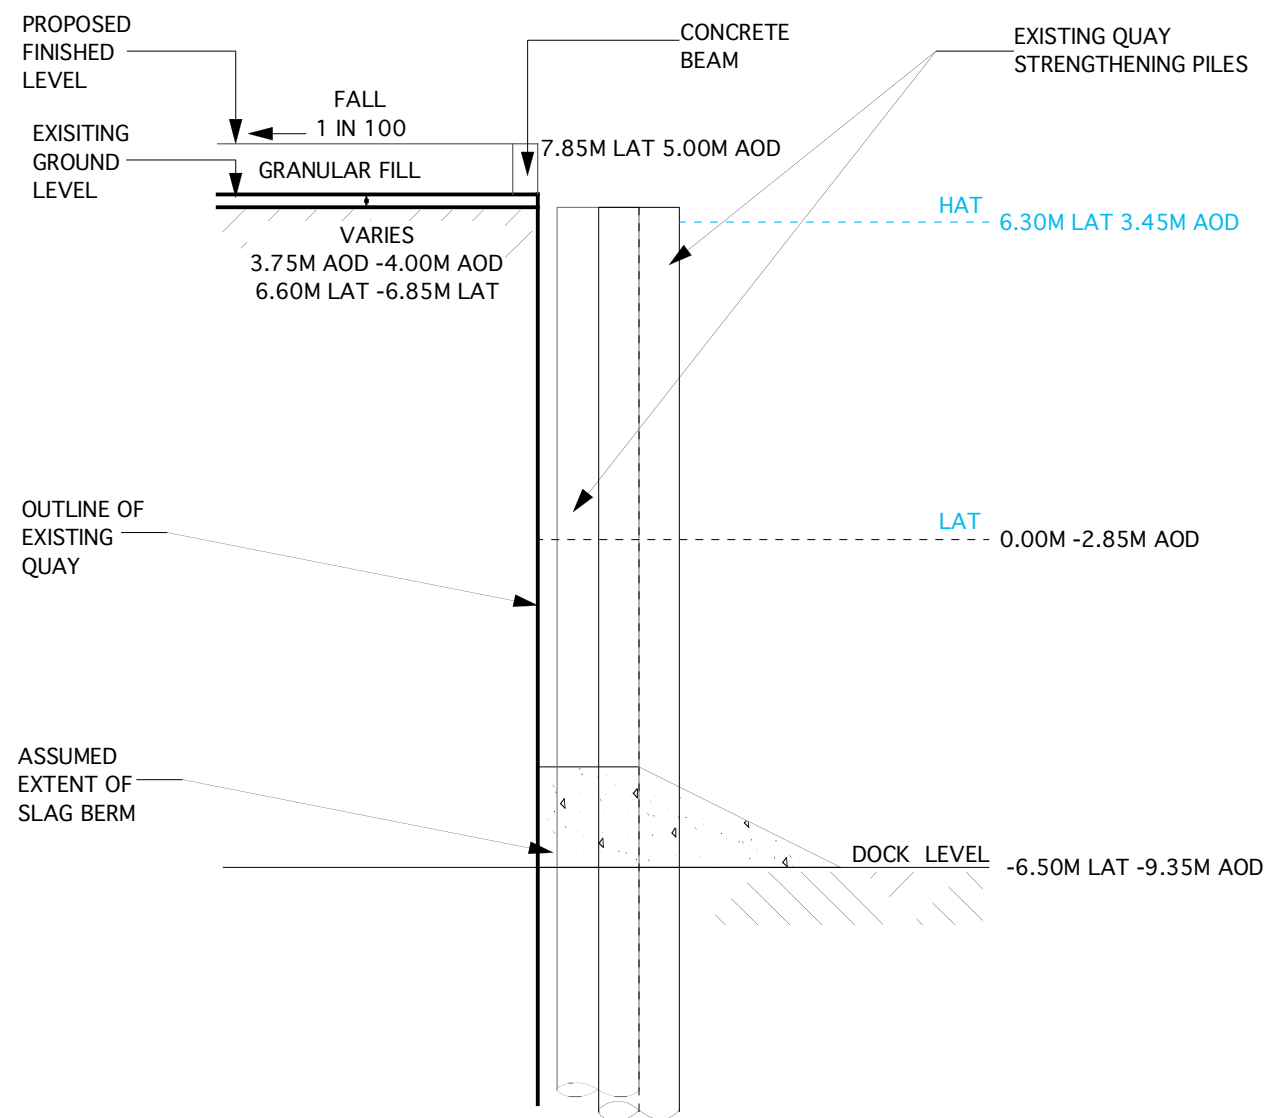 PROPOSED
FINISHED
LEVEL
CONCRETE
BEAM
EXISTING QUAY
STRENGTHENING PILES
FALL
1 IN 100
EXISITING
GROUND
LEVEL
GRANULAR FILL
7.85M LAT 5.00M AOD
HAT
6.30M LAT 3.45M AOD
VARIES
3.75M AOD -4.00M AOD
6.60M LAT -6.85M LAT
OUTLINE OF
EXISTING
QUAY
LAT
0.00M -2.85M AOD
ASSUMED
EXTENT OF
SLAG BERM
DOCK LEVEL
-6.50M LAT -9.35M AOD